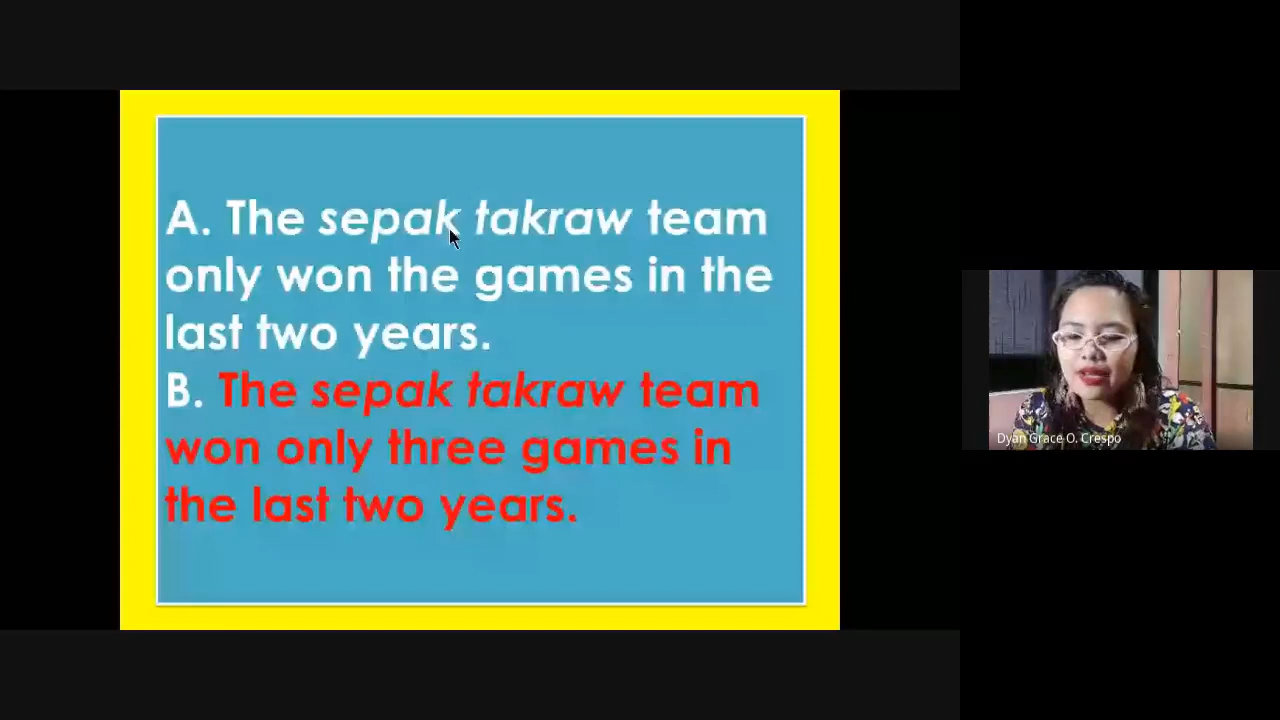 A. The sepak takraw team
only won the games in the
last two years.
B. The sepak takraw team
won only three games in
the last two years.
Dyan Grace O. Crespo